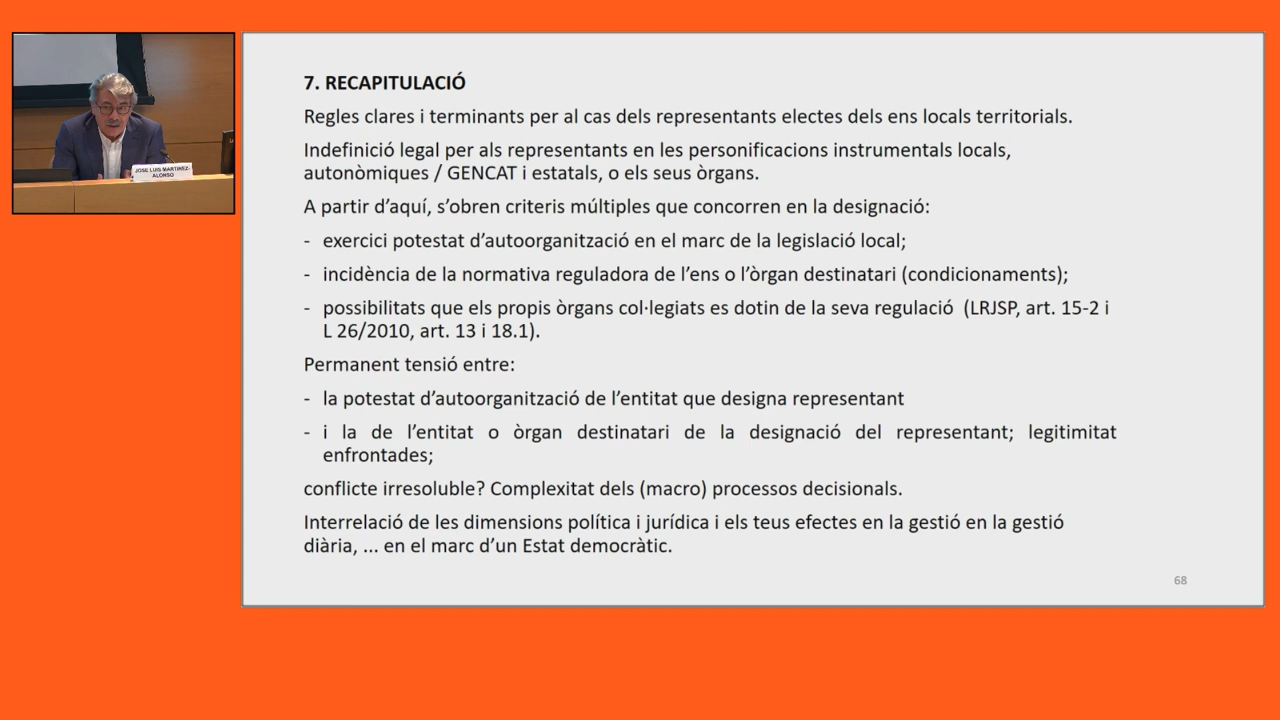 JOSE LUIS MARTINEZ-
ALONSO
7. RECAPITULACIÓ
Regles clares i terminants per al cas dels representants electes dels ens locals territorials.
Indefinició legal per als representants en les personificacions instrumentals locals,
autonòmiques / GENCAT i estatals, o els seus òrgans.
A partir d’aquí, s’obren criteris múltiples que concorren en la designació:
- exercici potestat d’autoorganització en el marc de la legislació local;
- incidència de la normativa reguladora de l’ens o l’òrgan destinatari (condicionaments);
- possibilitats que els propis òrgans col·legiats es dotin de la seva regulació (LRJSP, art. 15-2 i
L 26/2010, art. 13 i 18.1).
Permanent tensió entre:
- la potestat d’autoorganització de l’entitat que designa representant
- i la de l’entitat o òrgan destinatari de la designació del representant; legitimitat
enfrontades;
conflicte irresoluble? Complexitat dels (macro) processos decisionals.
Interrelació de les dimensions política i jurídica i els teus efectes en la gestió en la gestió
diària, ... en el marc d’un Estat democràtic.
68